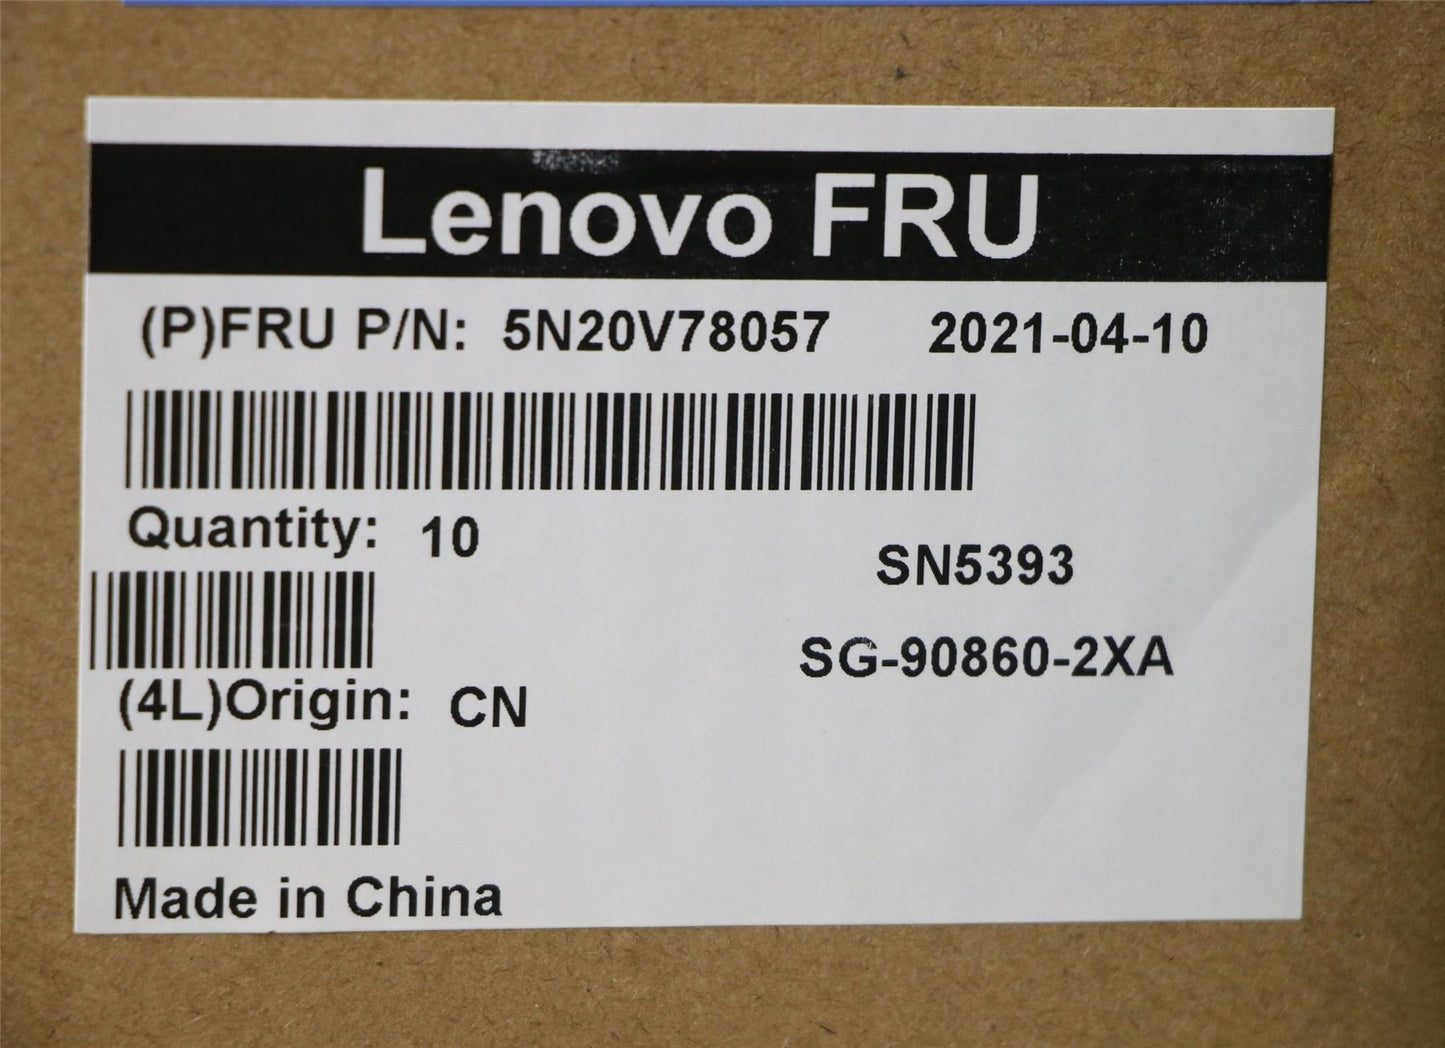 Lenovo FRU
(P)FRU P/N: 5N20V78057 2021-04-10
Quantity: 10
SN5393
SG-90860-2XA
(4L)Origin: CN
Made in China